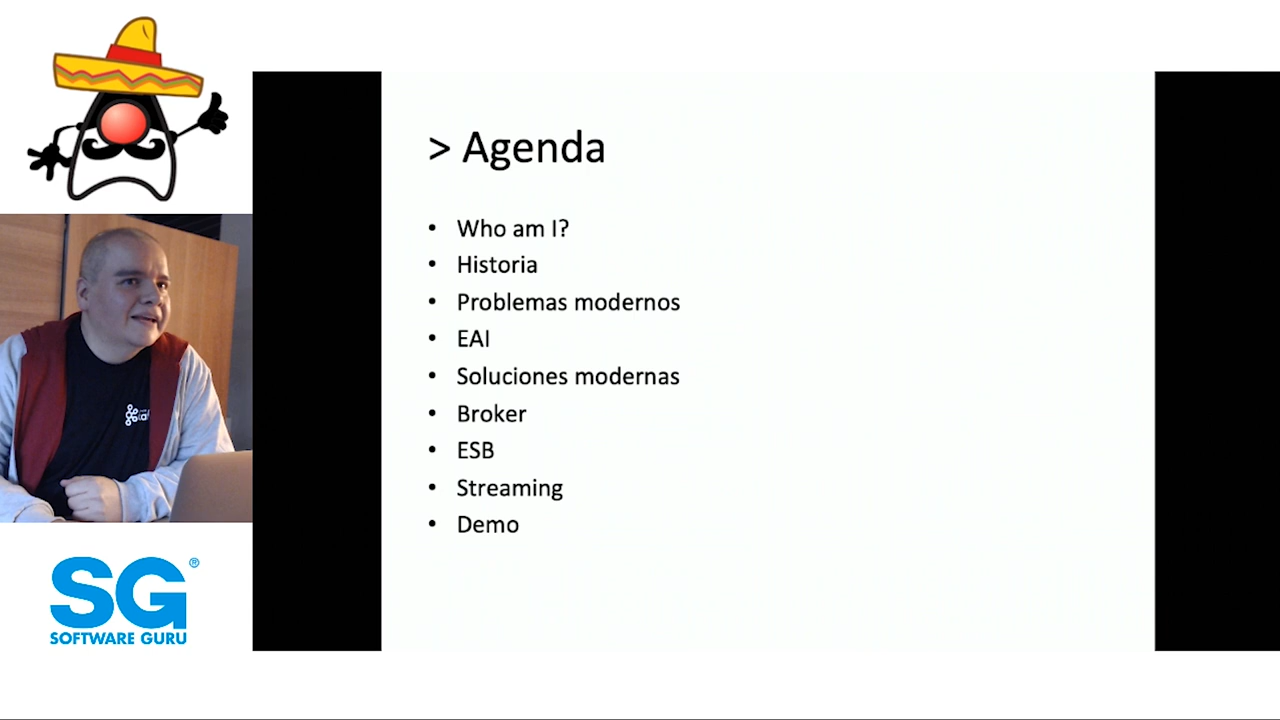 > Agenda
• Who am I?
• Historia
• Problemas modernos
• EAI
• Soluciones modernas
• Broker
• ESB
• Streaming
• Demo
SG®
SOFTWARE GURU